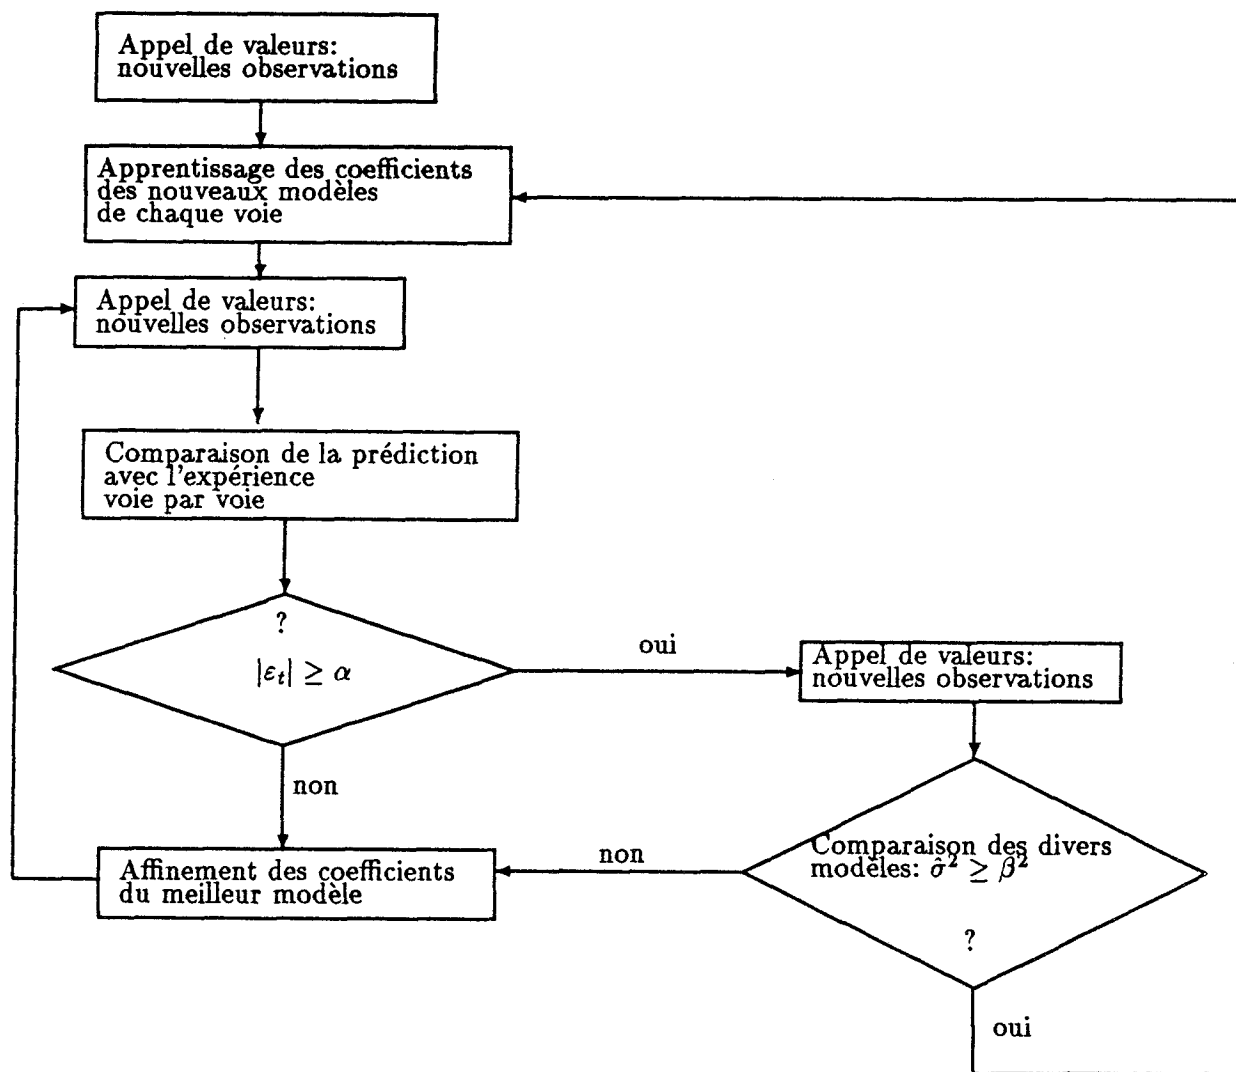 Appel de valeurs:
nouvelles observations
Apprentissage des coefficients
des nouveaux modèles
de chaque voie
Appel de valeurs:
nouvelles observations
Comparaison de la prédiction
avec l'expérience
voie par voie
?
|εₜ| ≥ α
oui
Appel de valeurs:
nouvelles observations
non
Comparaison des divers
modèles: σ̂² ≥ β²
?
non
Affinement des coefficients
du meilleur modèle
oui